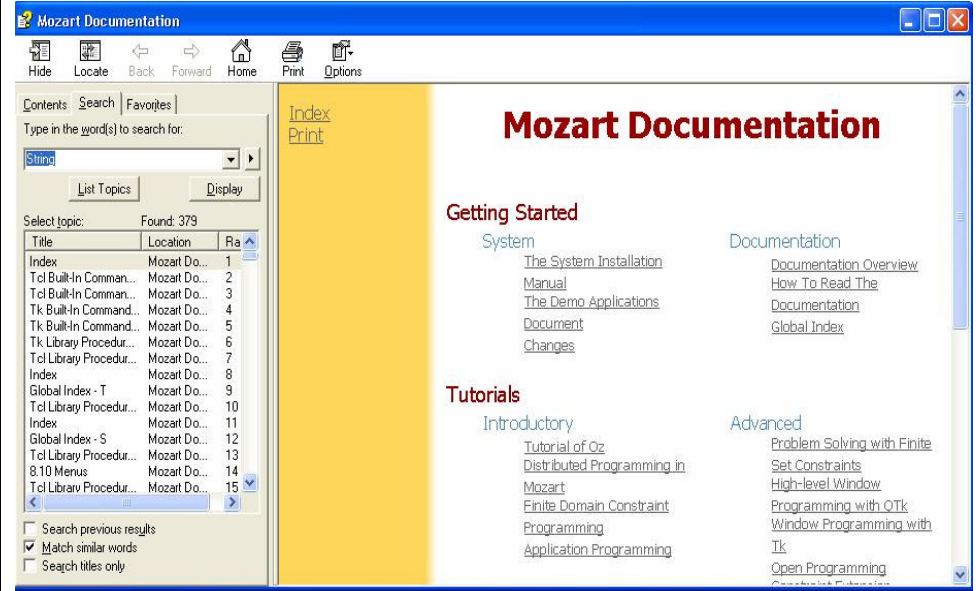 Mozart Documentation
Hide Locate Back Forward Home Print Options
Contents Search Favorites
Type in the word(s) to search for:
String
List Topics Display
Select topic: Found: 379
Title Location Ra
Index Mozart Do... 1
Tcl Built-In Comman... Mozart Do... 2
Tcl Built-In Comman... Mozart Do... 3
Tk Built-In Command... Mozart Do... 4
Tk Built-In Command... Mozart Do... 5
Tk Library Procedur... Mozart Do... 6
Tcl Library Procedur... Mozart Do... 7
Index Mozart Do... 8
Global Index - T Mozart Do... 9
Tcl Library Procedur... Mozart Do... 10
Index Mozart Do... 11
Global Index - S Mozart Do... 12
Tcl Library Procedur... Mozart Do... 13
8.10 Menus Mozart Do... 14
Tcl Library Procedur... Mozart Do... 15
Search previous results
Match similar words
Search titles only
Index
Print
Mozart Documentation
Getting Started
System
The System Installation
Manual
The Demo Applications
Document
Changes
Documentation
Documentation Overview
How To Read The
Documentation
Global Index
Tutorials
Introductory
Tutorial of Oz
Distributed Programming in
Mozart
Finite Domain Constraint
Programming
Application Programming
Advanced
Problem Solving with Finite
Set Constraints
High-level Window
Programming with QTk
Window Programming with
Tk
Open Programming
Constraint Extension